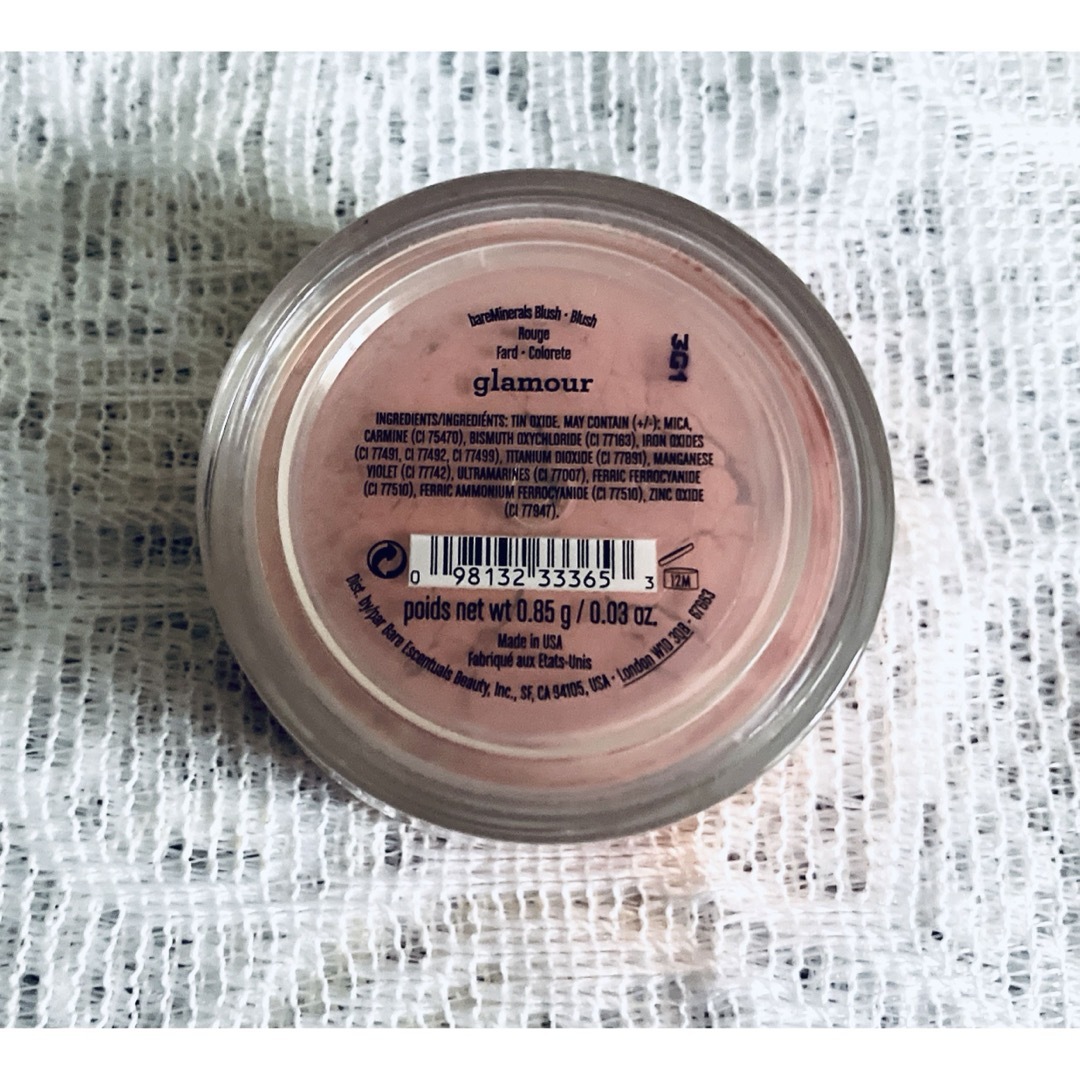 bareMinerals Blush · Blush
Rouge
Fard · Colorete
glamour
3G1
INGREDIENTS/INGREDIÉNTS: TIN OXIDE, MAY CONTAIN (+/-): MICA,
CARMINE (CI 75470), BISMUTH OXYCHLORIDE (CI 77163), IRON OXIDES
(CI 77491, CI 77492, CI 77499), TITANIUM DIOXIDE (CI 77891), MANGANESE
VIOLET (CI 77742), ULTRAMARINES (CI 77007), FERRIC FERROCYANIDE
(CI 77510), FERRIC AMMONIUM FERROCYANIDE (CI 77510), ZINC OXIDE
(CI 77947).
0 98132 33365 3
12M
poids net wt 0.85 g / 0.03 oz.
Made in USA
Fabriqué aux Etats-Unis
Dist. by/par Bare Escentuals Beauty, Inc., SF, CA 94105, USA · London W1D 3QB · 67863